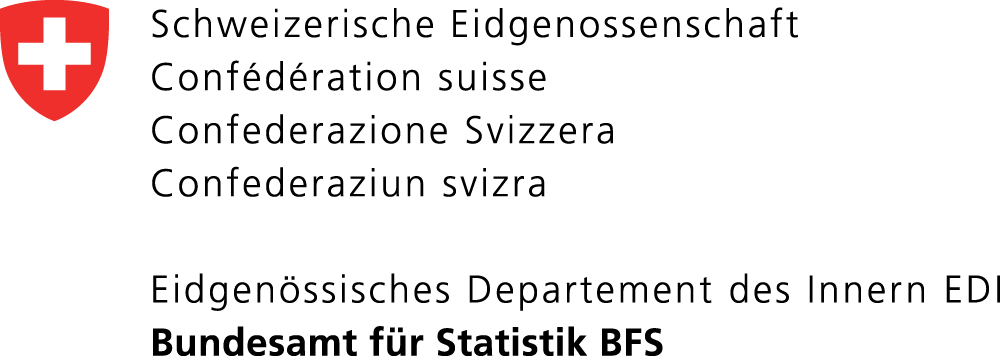 Schweizerische Eidgenossenschaft
Confédération suisse
Confederazione Svizzera
Confederaziun svizra
Eidgenössisches Departement des Innern EDI
Bundesamt für Statistik BFS